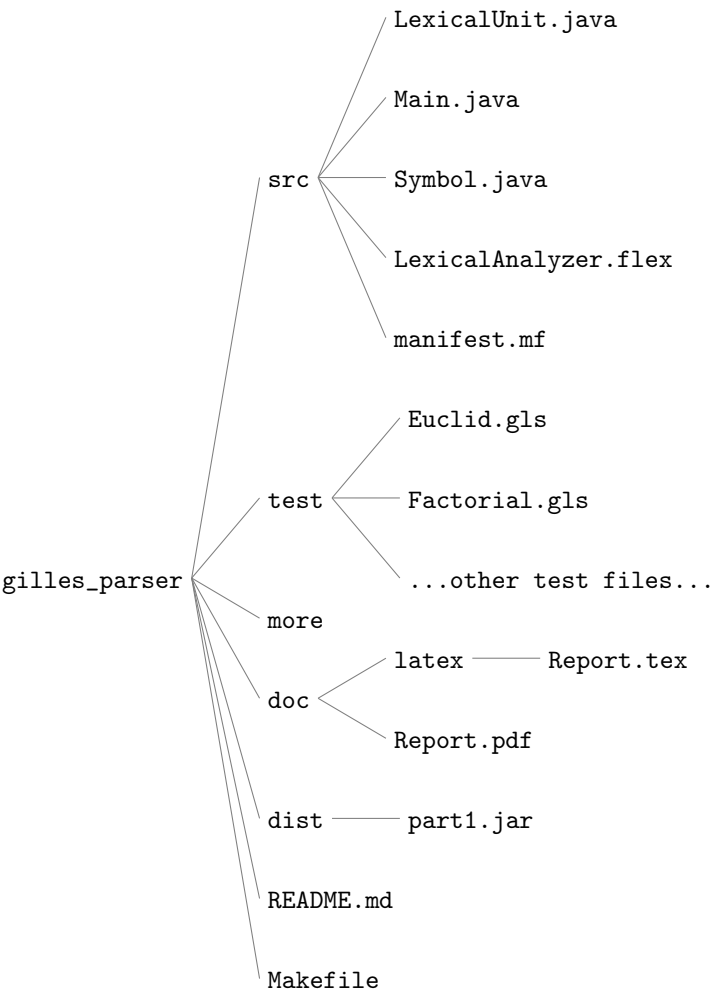 LexicalUnit.java
Main.java
src Symbol.java
LexicalAnalyzer.flex
manifest.mf
Euclid.gls
test Factorial.gls
gilles_parser ...other test files...
more
latex Report.tex
doc
Report.pdf
dist part1.jar
README.md
Makefile